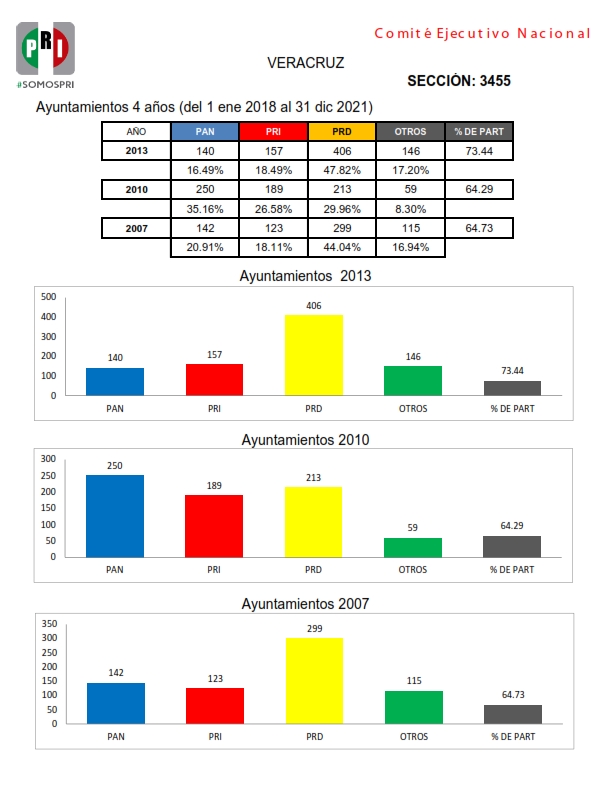 Comité Ejecutivo Nacional
PRI
#SOMOSPRI
VERACRUZ
SECCIÓN: 3455
Ayuntamientos 4 años (del 1 ene 2018 al 31 dic 2021)
AÑO PAN PRI PRD OTROS % DE PART
2013 140 157 406 146 73.44
16.49% 18.49% 47.82% 17.20%
2010 250 189 213 59 64.29
35.16% 26.58% 29.96% 8.30%
2007 142 123 299 115 64.73
20.91% 18.11% 44.04% 16.94%
Ayuntamientos 2013
500
400
300
200
100
0
406
157
146
140
73.44
PAN PRI PRD OTROS % DE PART
Ayuntamientos 2010
300
250
200
150
100
50
0
250
213
189
59
64.29
PAN PRI PRD OTROS % DE PART
Ayuntamientos 2007
350
300
250
200
150
100
50
0
299
142
123
115
64.73
PAN PRI PRD OTROS % DE PART